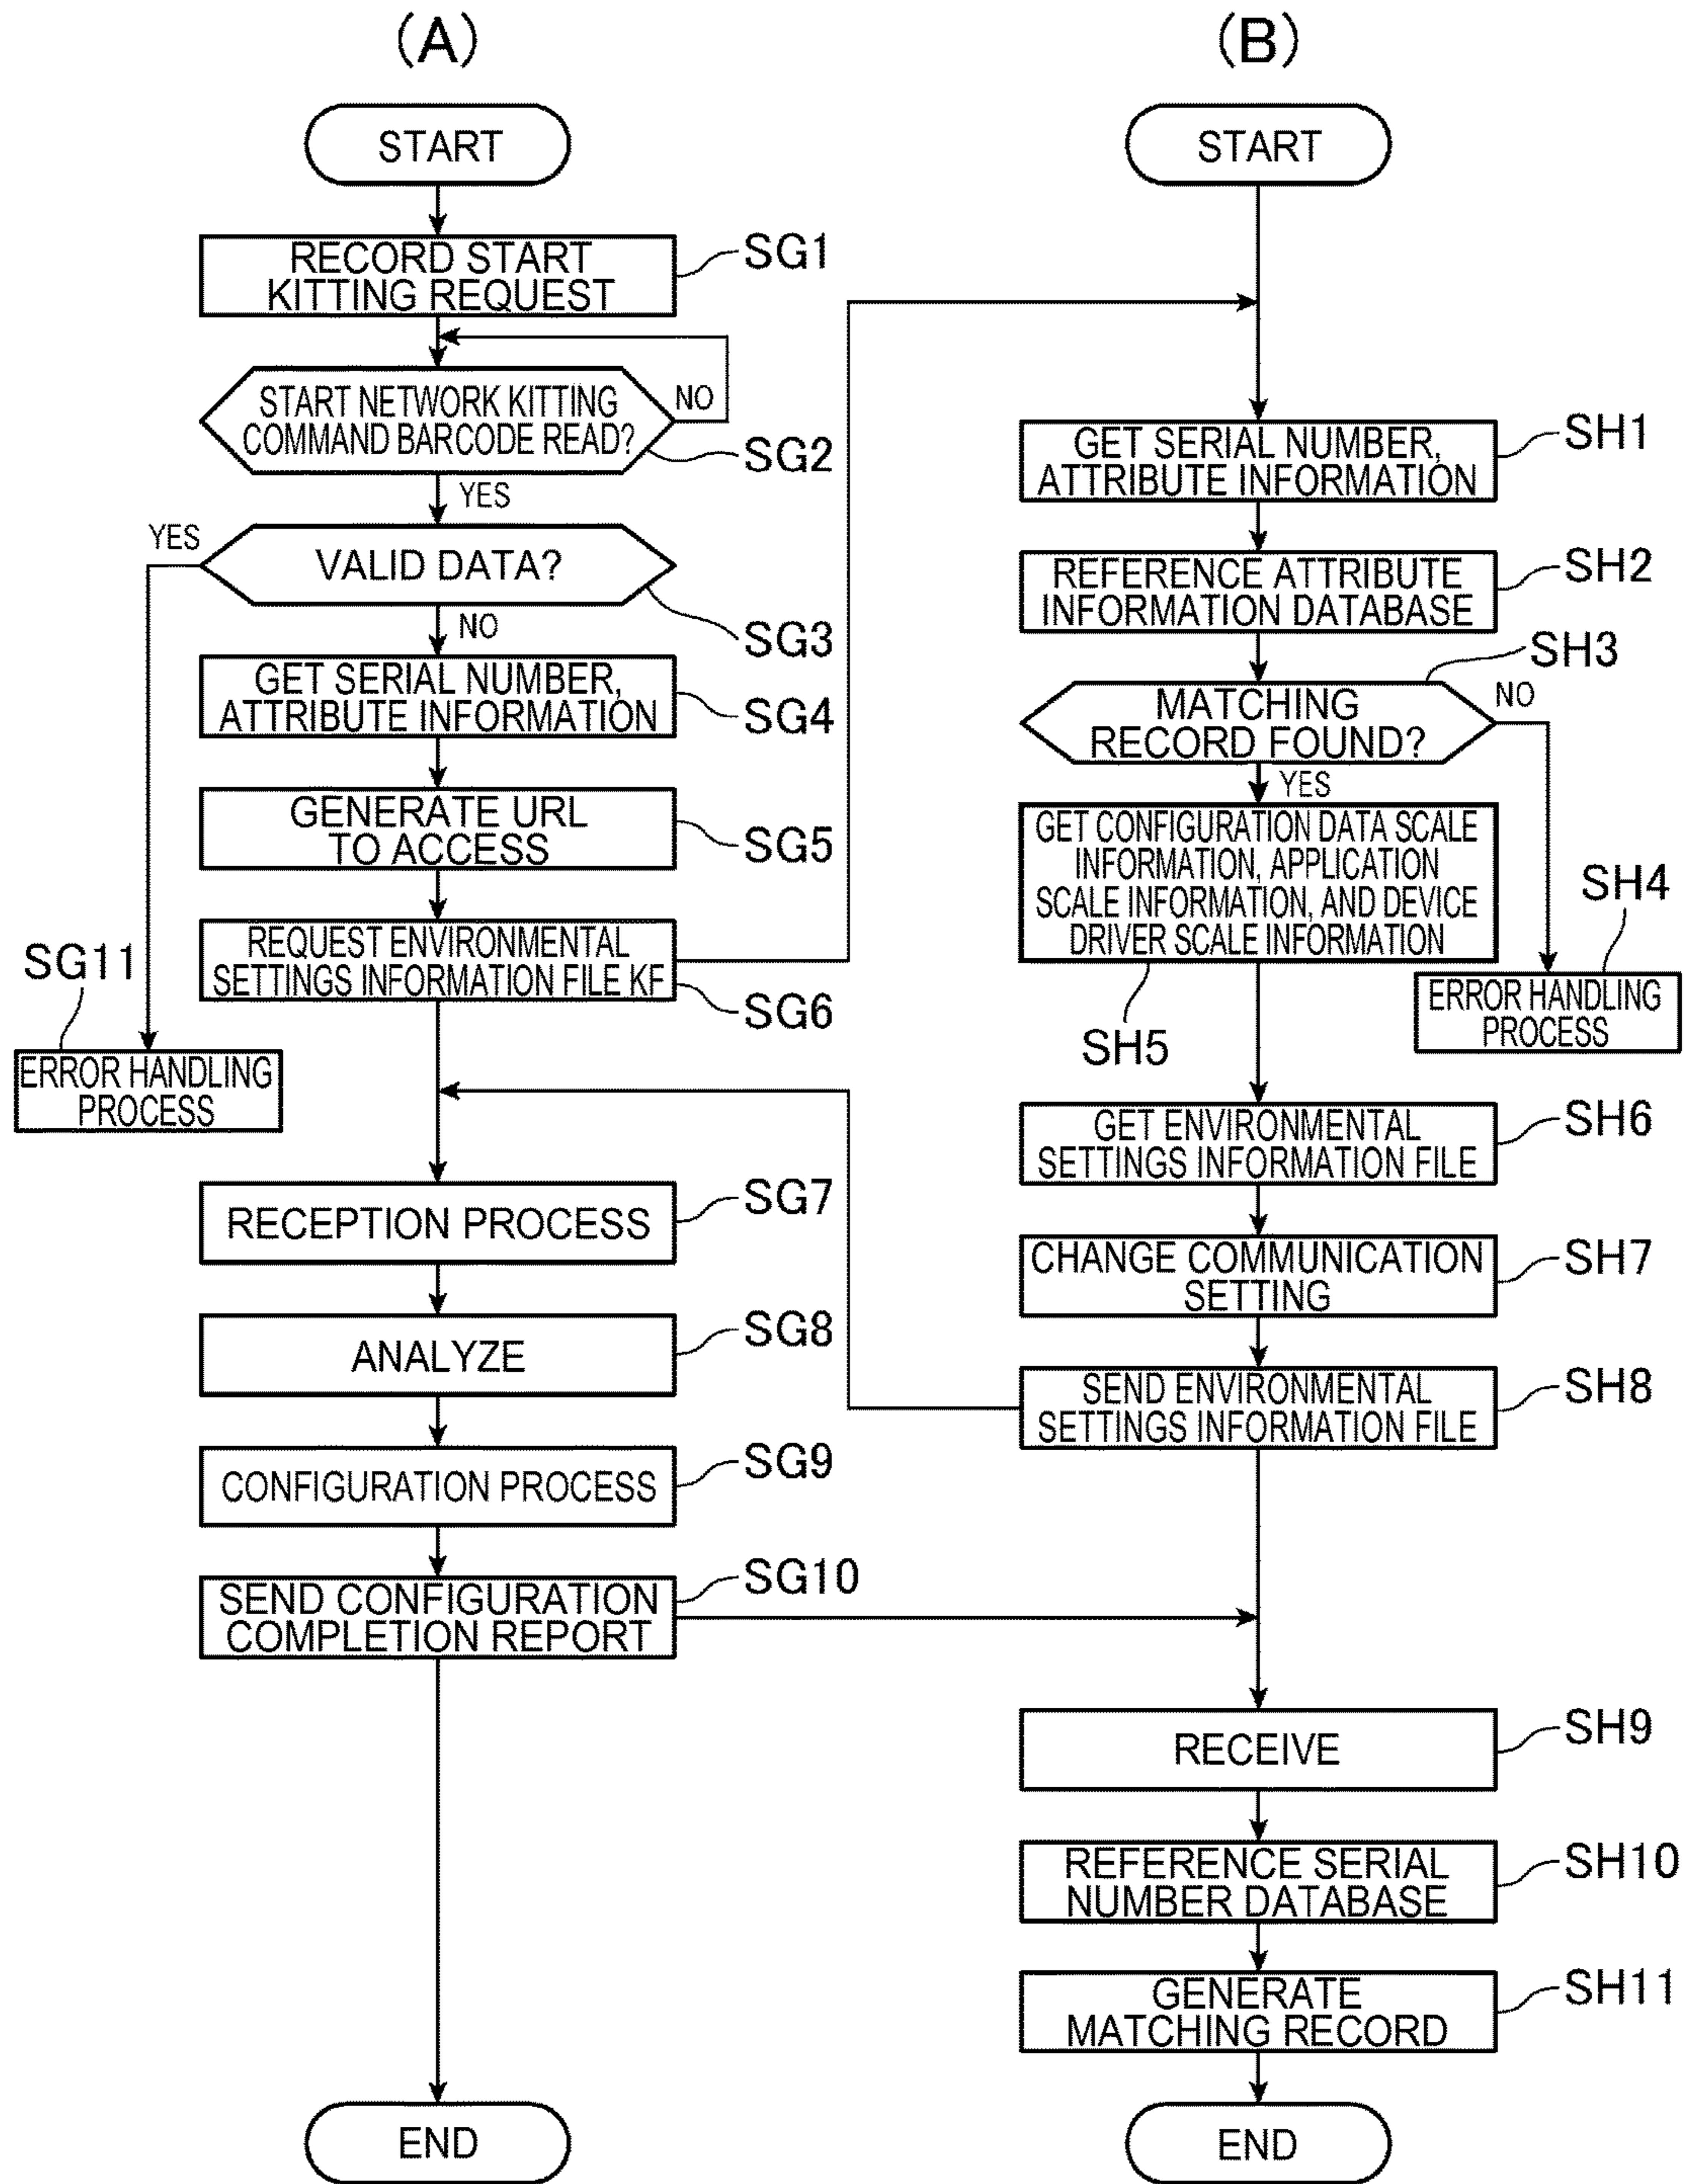 (A)
START
RECORD START
KITTING REQUEST
SG1
START NETWORK KITTING
COMMAND BARCODE READ?
NO
SG2
YES
YES
VALID DATA?
SG3
NO
GET SERIAL NUMBER,
ATTRIBUTE INFORMATION
SG4
GENERATE URL
TO ACCESS
SG5
REQUEST ENVIRONMENTAL
SETTINGS INFORMATION FILE KF
SG6
SG11
ERROR HANDLING
PROCESS
RECEPTION PROCESS
SG7
ANALYZE
SG8
CONFIGURATION PROCESS
SG9
SEND CONFIGURATION
COMPLETION REPORT
SG10
END
(B)
START
GET SERIAL NUMBER,
ATTRIBUTE INFORMATION
SH1
REFERENCE ATTRIBUTE
INFORMATION DATABASE
SH2
MATCHING
RECORD FOUND?
SH3
NO
YES
GET CONFIGURATION DATA SCALE
INFORMATION, APPLICATION
SCALE INFORMATION, AND DEVICE
DRIVER SCALE INFORMATION
SH5
SH4
ERROR HANDLING
PROCESS
GET ENVIRONMENTAL
SETTINGS INFORMATION FILE
SH6
CHANGE COMMUNICATION
SETTING
SH7
SEND ENVIRONMENTAL
SETTINGS INFORMATION FILE
SH8
RECEIVE
SH9
REFERENCE SERIAL
NUMBER DATABASE
SH10
GENERATE
MATCHING RECORD
SH11
END